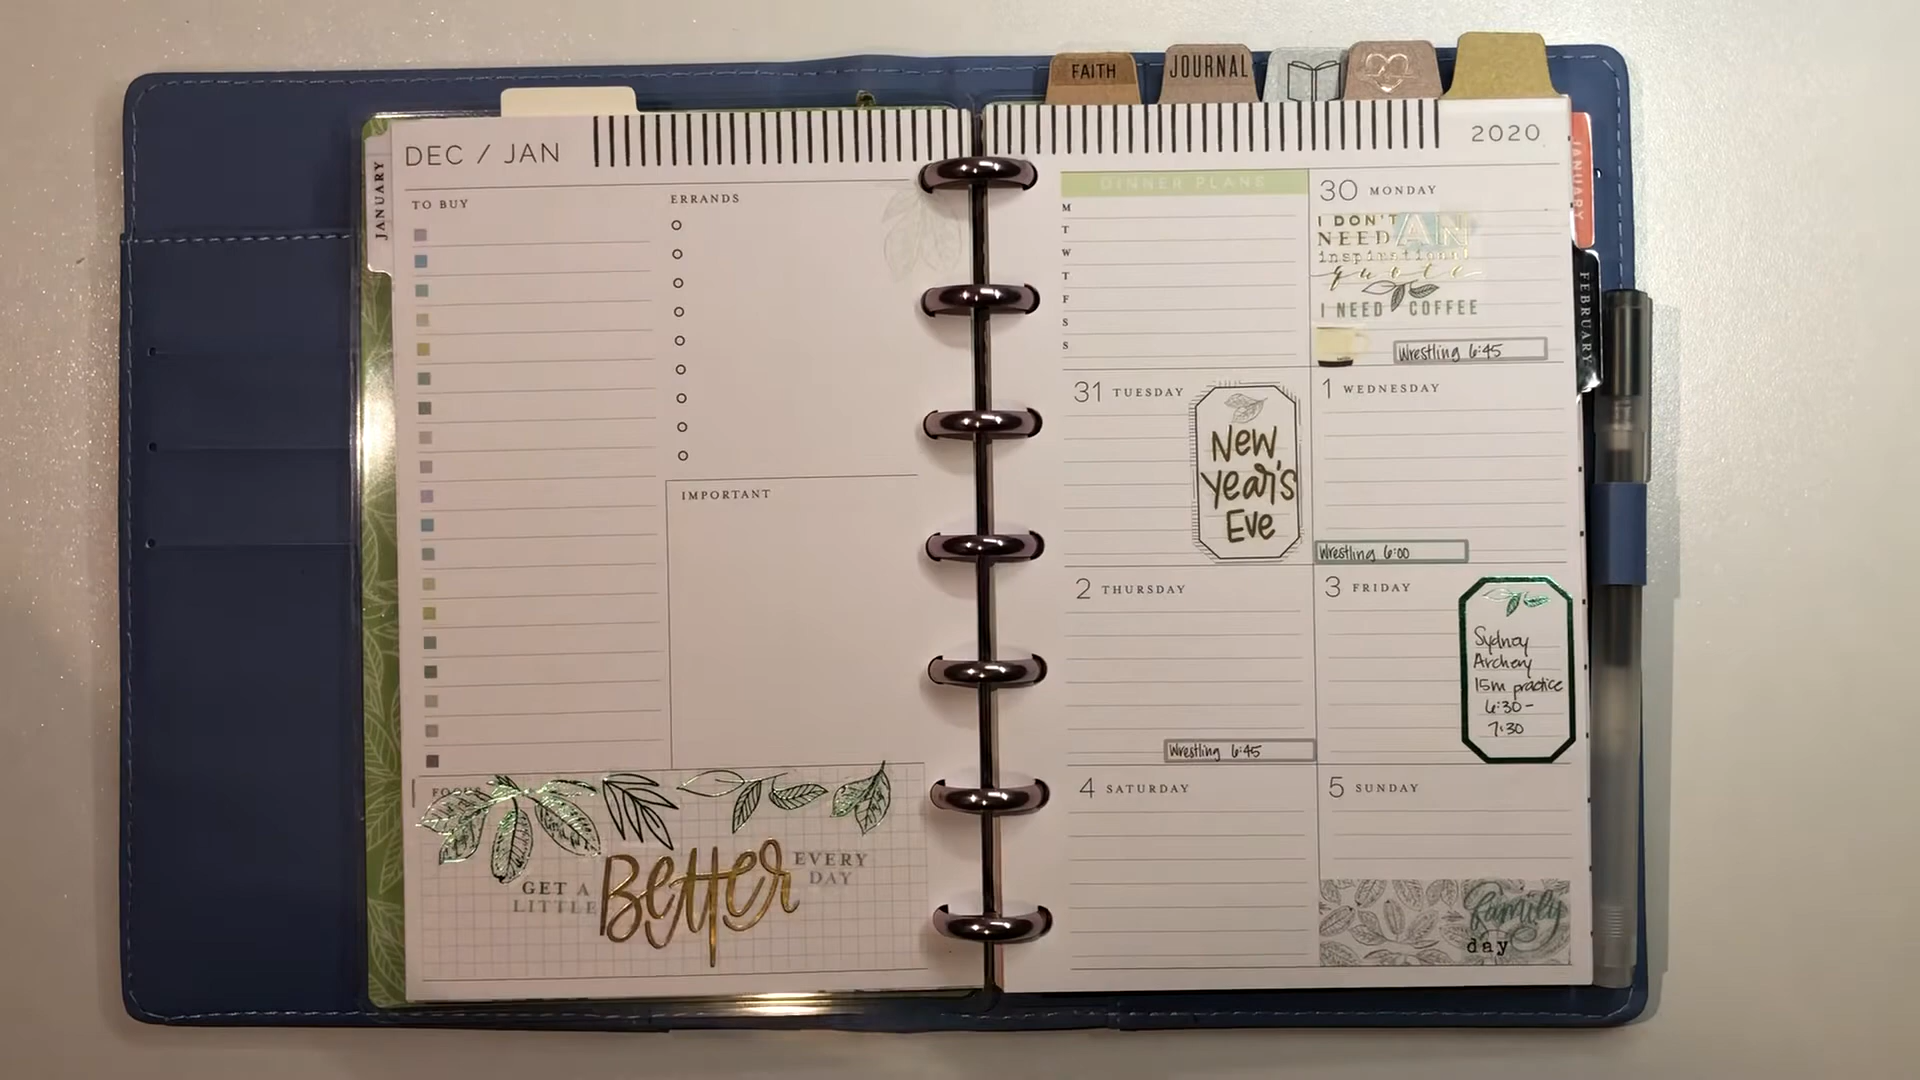 FAITH
JOURNAL
DEC / JAN
2020
JANUARY
TO BUY
ERRANDS
IMPORTANT
FOCUS
GET A
LITTLE
Better
EVERY
DAY
DINNER PLANS
M
T
W
T
F
S
S
30 MONDAY
I DON'T
NEED AN
inspirational
quote
I NEED COFFEE
Wrestling 6:45
31 TUESDAY
New
Year's
Eve
1 WEDNESDAY
Wrestling 6:00
2 THURSDAY
Wrestling 6:45
3 FRIDAY
Sydney
Archery
15m practice
6:30-
7:30
4 SATURDAY
5 SUNDAY
family
day
JANUARY
FEBRUARY